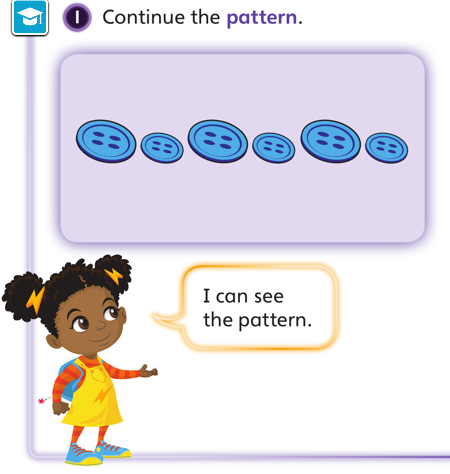 1 Continue the pattern.
I can see
the pattern.